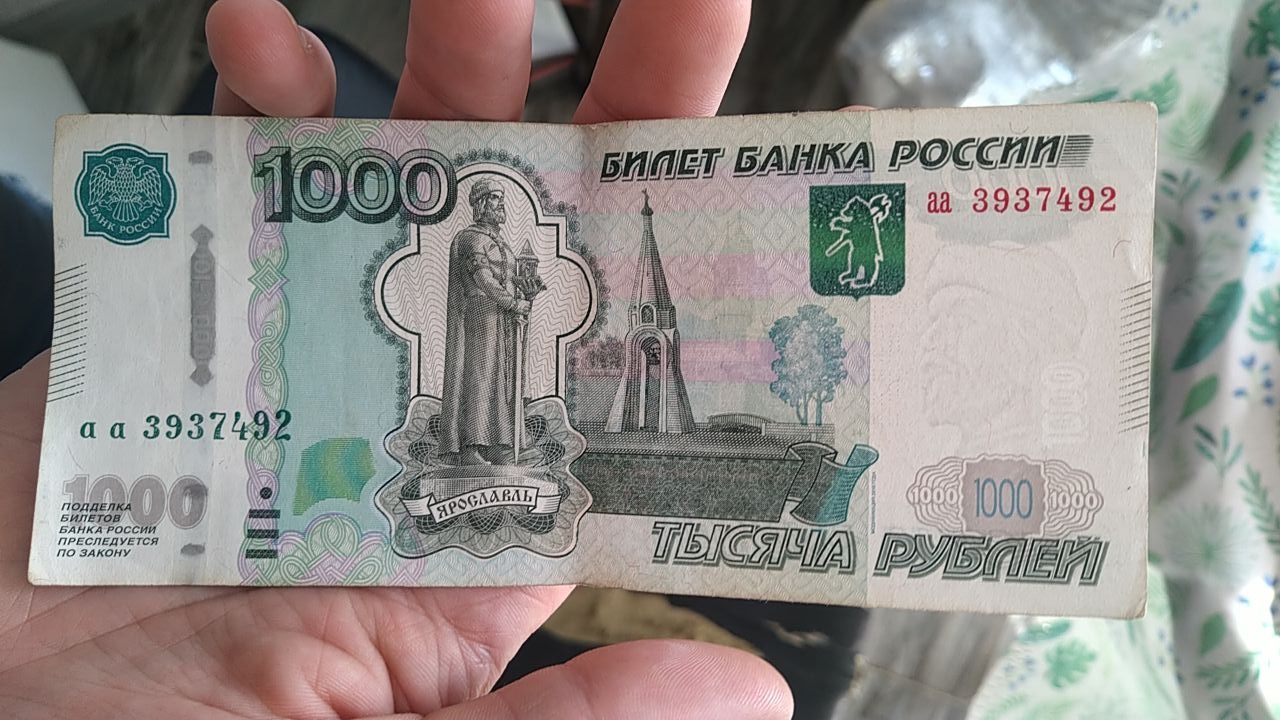 БИЛЕТ БАНКА РОССИИ
1000
БАНК РОССИИ
аа 3937492
аа 3937492
1000
ПОДДЕЛКА
БИЛЕТОВ
БАНКА РОССИИ
ПРЕСЛЕДУЕТСЯ
ПО ЗАКОНУ
ЯРОСЛАВЛЬ
1000
1000 1000 1000
ТЫСЯЧА РУБЛЕЙ